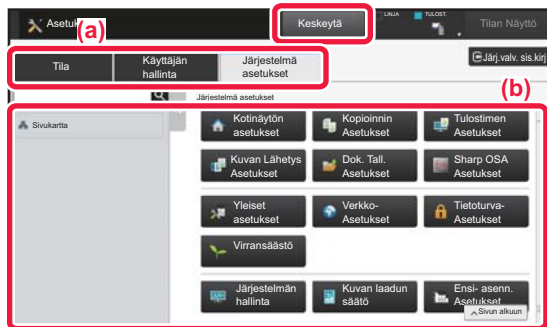 Asetuk
(a)
Keskeytä
LINJA
TULOST.
Tilan Näyttö
Tila
Käyttäjän
hallinta
Järjestelmä
asetukset
Järj.valv. sis.kirj
(b)
Järjestelmä asetukset
Sivukartta
Kotinäytön
asetukset
Kopioinnin
Asetukset
Tulostimen
Asetukset
Kuvan Lähetys
Asetukset
Dok. Tall.
Asetukset
Sharp OSA
Asetukset
Yleiset
asetukset
Verkko-
Asetukset
Tietoturva-
Asetukset
Virransäästö
Järjestelmän
hallinta
Kuvan laadun
säätö
Ensi- asenn.
Asetukset
Sivun alkuun